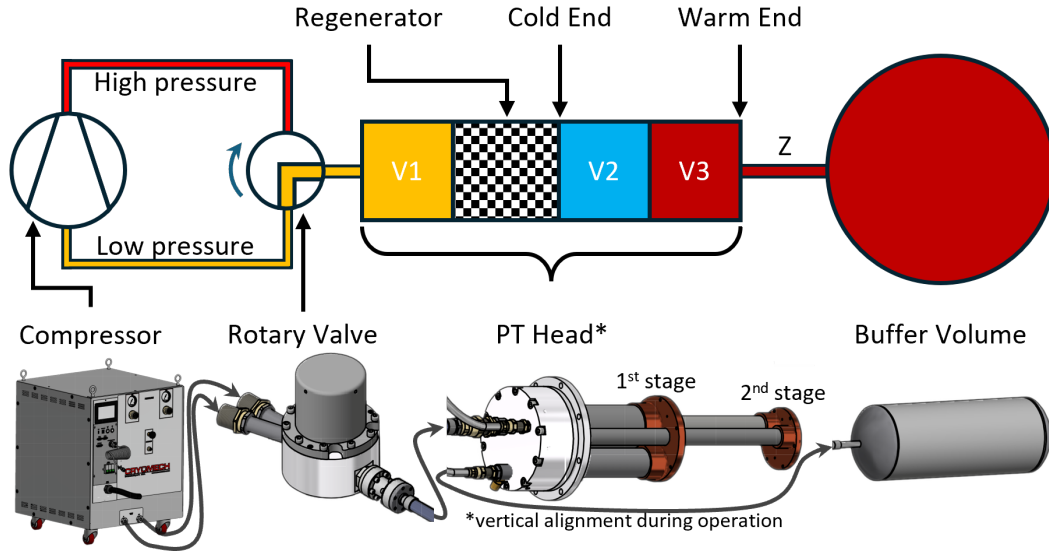 Regenerator
Cold End
Warm End
High pressure
V1
V2
V3
Z
Low pressure
Compressor
Rotary Valve
PT Head*
Buffer Volume
1st stage
2nd stage
CRYOMECH
*vertical alignment during operation